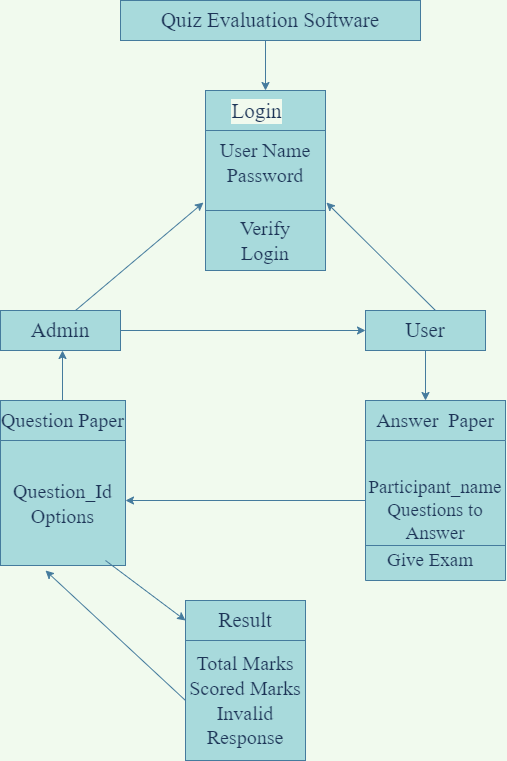 Quiz Evaluation Software
Login
User Name
Password
Verify
Login
Admin
User
Question Paper
Question_Id
Options
Answer Paper
Participant_name
Questions to
Answer
Give Exam
Result
Total Marks
Scored Marks
Invalid
Response